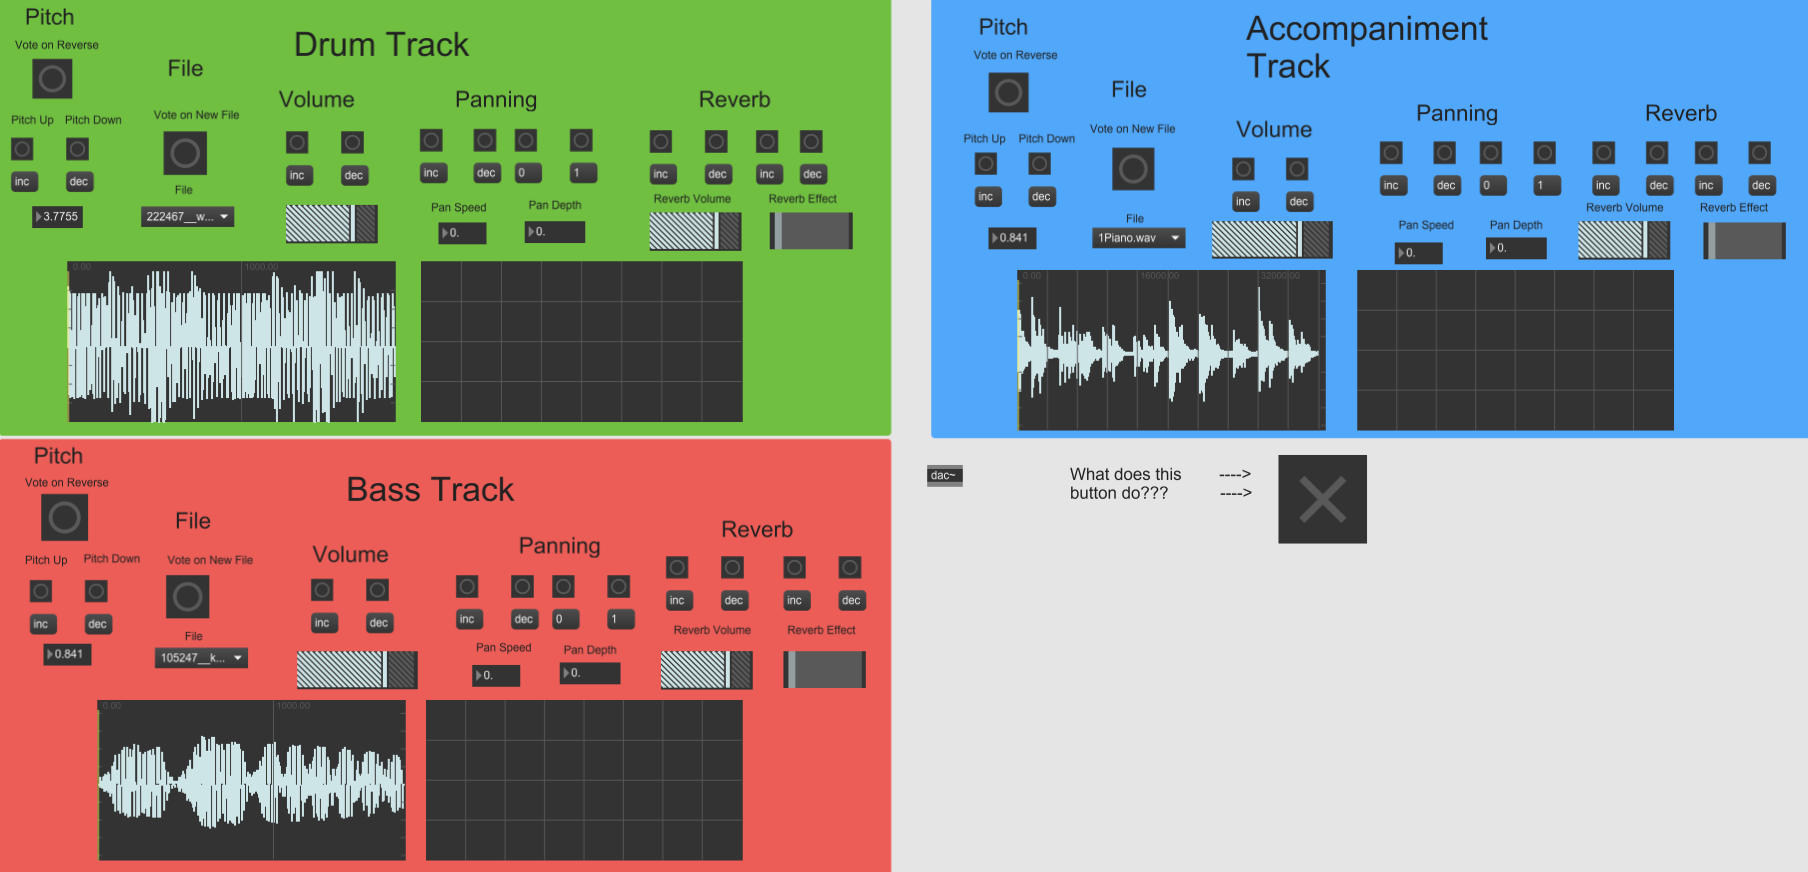 Pitch
Drum Track
Vote on Reverse
File
Volume
Panning
Reverb
Pitch Up
Pitch Down
Vote on New File
inc
dec
File
inc
dec
inc
dec
0
1
inc
dec
inc
dec
3.7755
222467__w...
Pan Speed
Pan Depth
Reverb Volume
Reverb Effect
0.
0.
0.00
1000.00
Pitch
Accompaniment
Track
Vote on Reverse
File
Volume
Panning
Reverb
Pitch Up
Pitch Down
Vote on New File
inc
dec
File
inc
dec
inc
dec
0
1
inc
dec
inc
dec
0.841
1Piano.wav
Pan Speed
Pan Depth
Reverb Volume
Reverb Effect
0.
0.
0.00
16000.00
32000.00
Pitch
Bass Track
Vote on Reverse
File
Volume
Panning
Reverb
Pitch Up
Pitch Down
Vote on New File
inc
dec
File
inc
dec
inc
dec
0
1
inc
dec
inc
dec
0.841
105247__k...
Pan Speed
Pan Depth
Reverb Volume
Reverb Effect
0.
0.
0.00
1000.00
dac~
What does this ---->
button do??? ---->